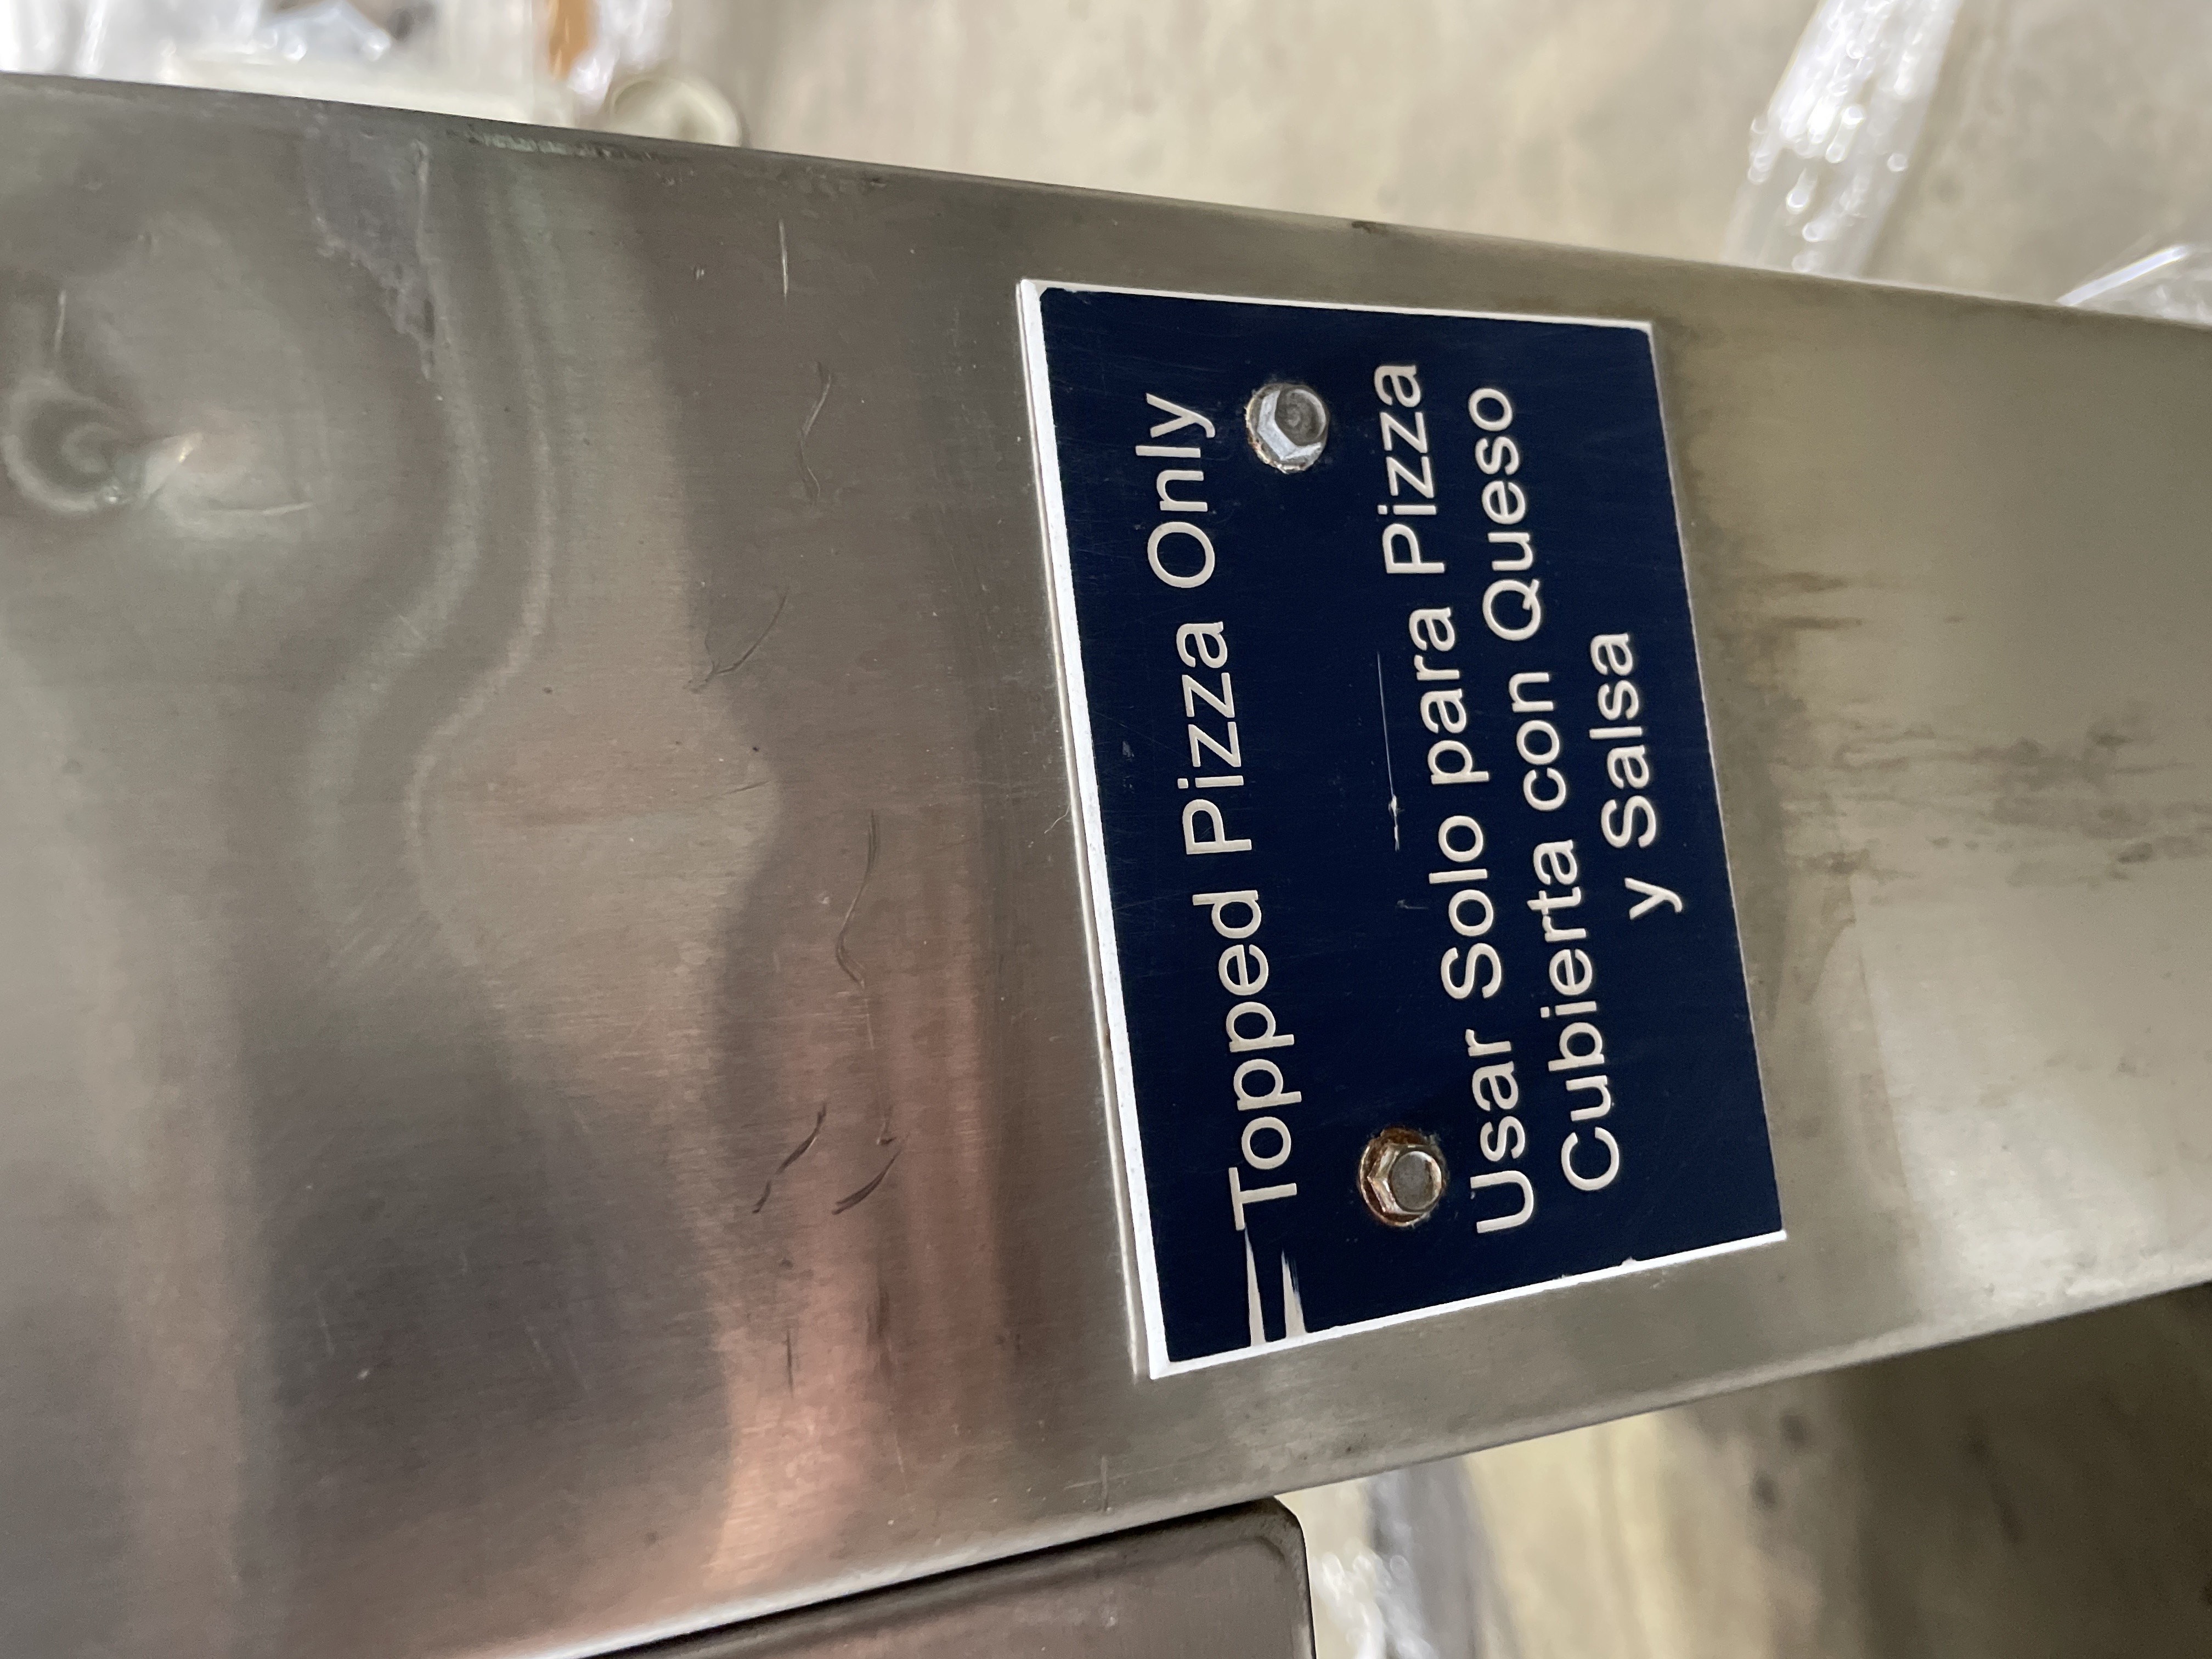 Topped Pizza Only
Usar Solo para Pizza
Cubierta con Queso
y Salsa